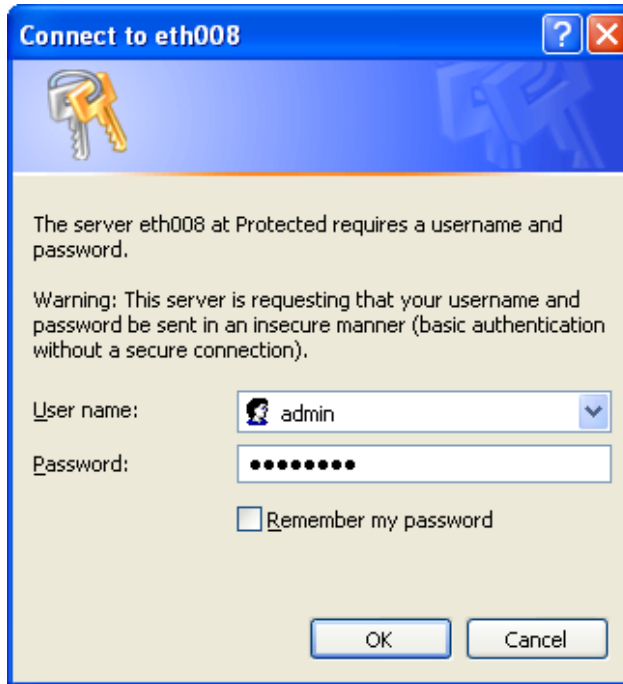 Connect to eth008
The server eth008 at Protected requires a username and
password.
Warning: This server is requesting that your username and
password be sent in an insecure manner (basic authentication
without a secure connection).
User name:
admin
Password:
••••••••
Remember my password
OK
Cancel